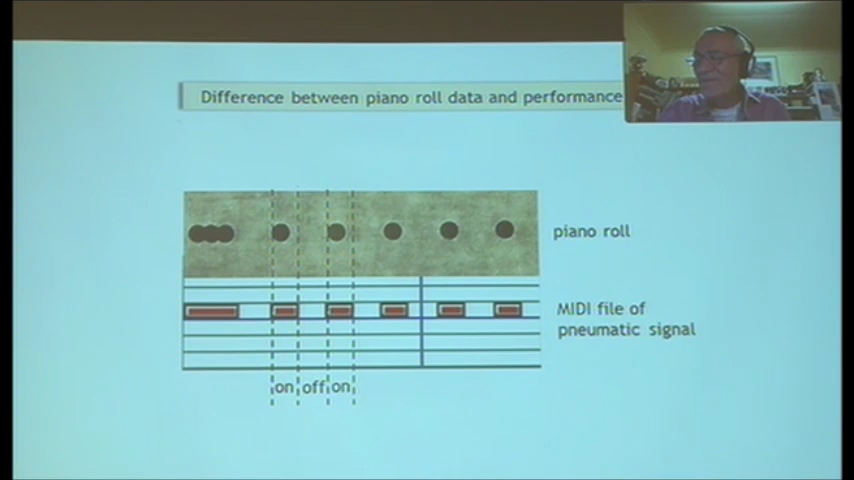 Difference between piano roll data and performance
piano roll
MIDI file of
pneumatic signal
on off on